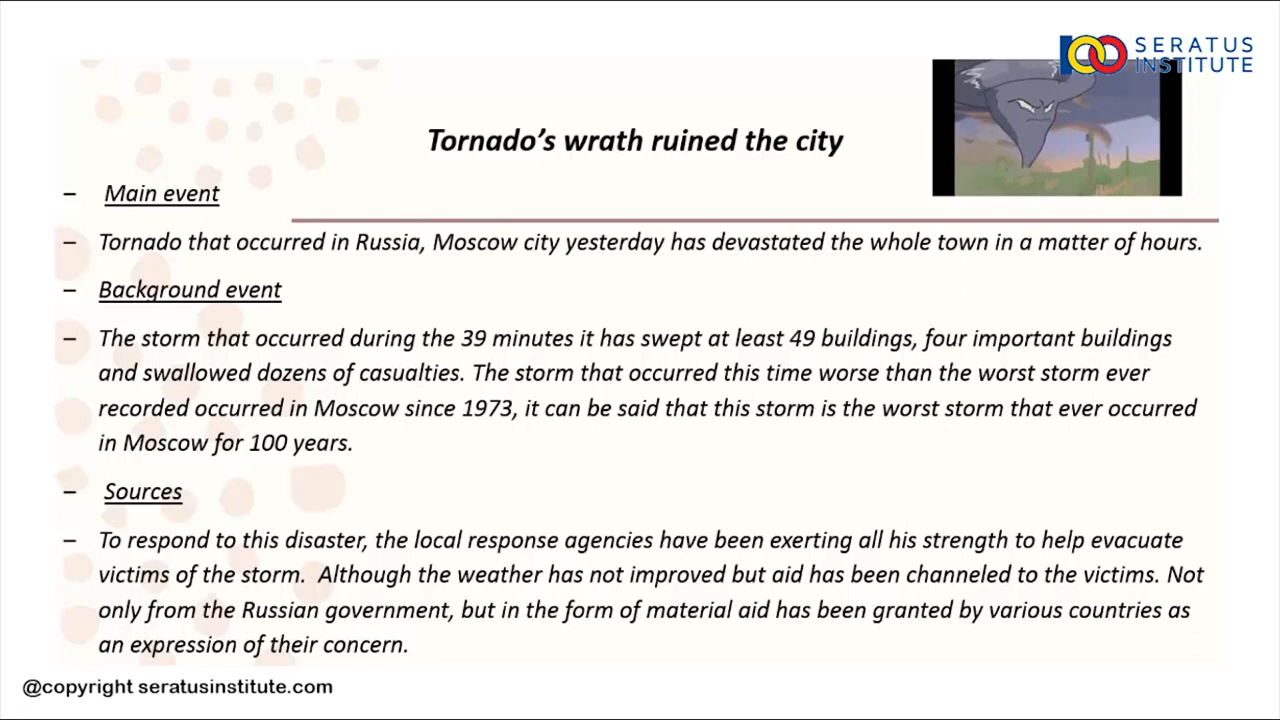 SERATUS
INSTITUTE
Tornado's wrath ruined the city
– Main event
– Tornado that occurred in Russia, Moscow city yesterday has devastated the whole town in a matter of hours.
– Background event
– The storm that occurred during the 39 minutes it has swept at least 49 buildings, four important buildings
and swallowed dozens of casualties. The storm that occurred this time worse than the worst storm ever
recorded occurred in Moscow since 1973, it can be said that this storm is the worst storm that ever occurred
in Moscow for 100 years.
– Sources
– To respond to this disaster, the local response agencies have been exerting all his strength to help evacuate
victims of the storm.  Although the weather has not improved but aid has been channeled to the victims. Not
only from the Russian government, but in the form of material aid has been granted by various countries as
an expression of their concern.
@copyright seratusinstitute.com